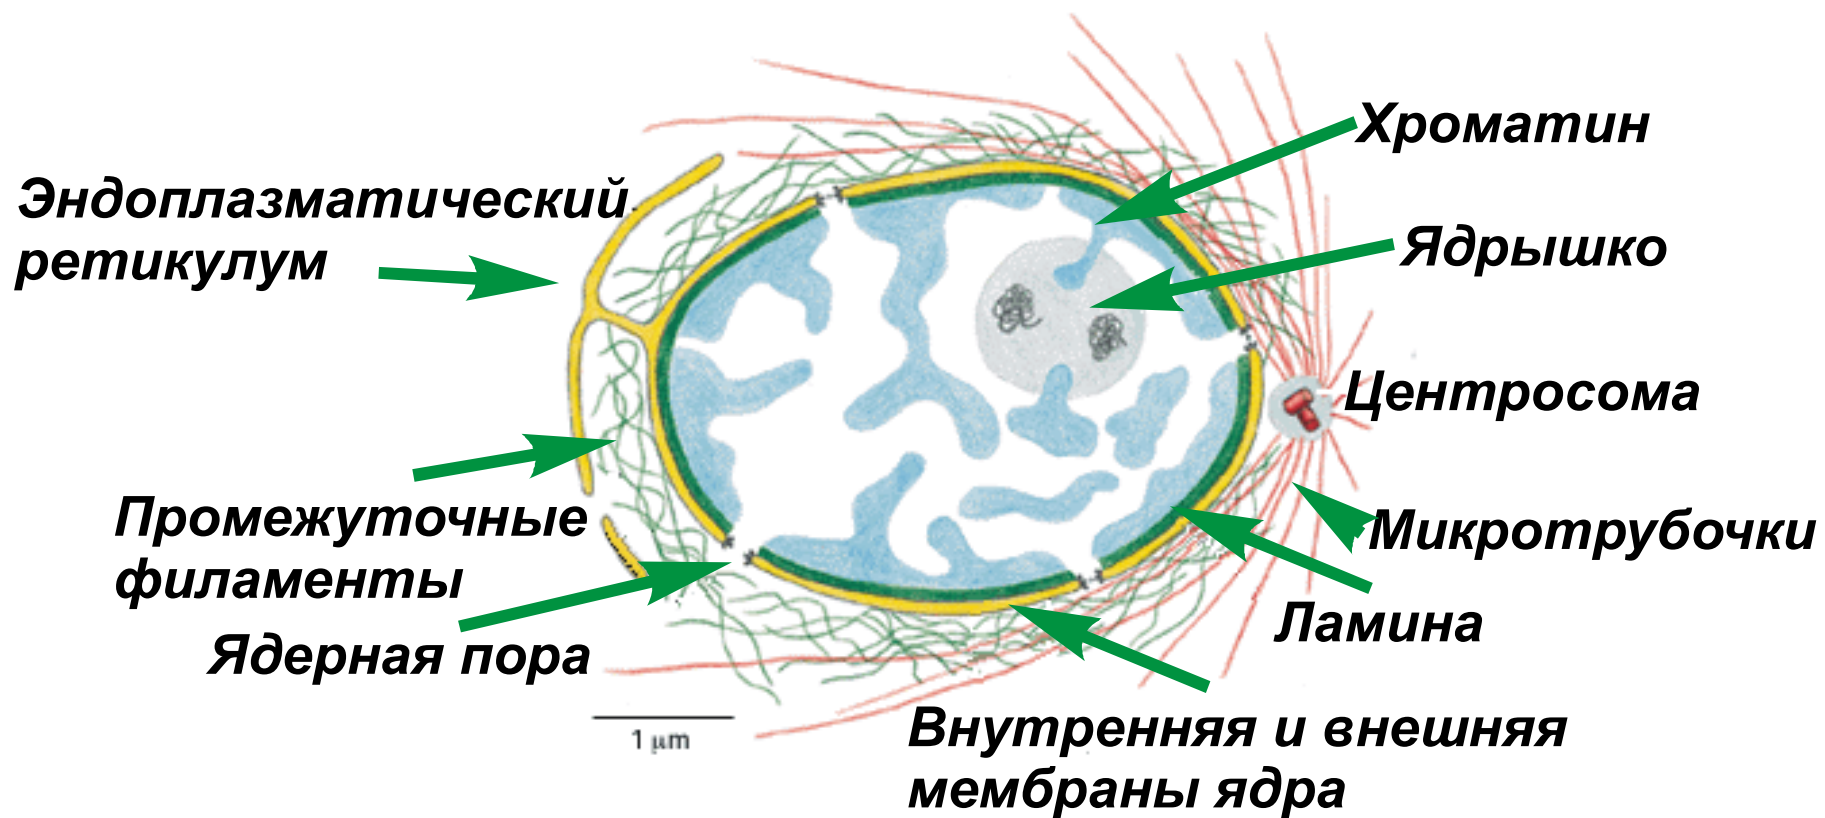 Хроматин
Эндоплазматический
ретикулум
Ядрышко
Центросома
Промежуточные
филаменты
Микротрубочки
Ядерная пора
Ламина
Внутренняя и внешняя
мембраны ядра
1 μm